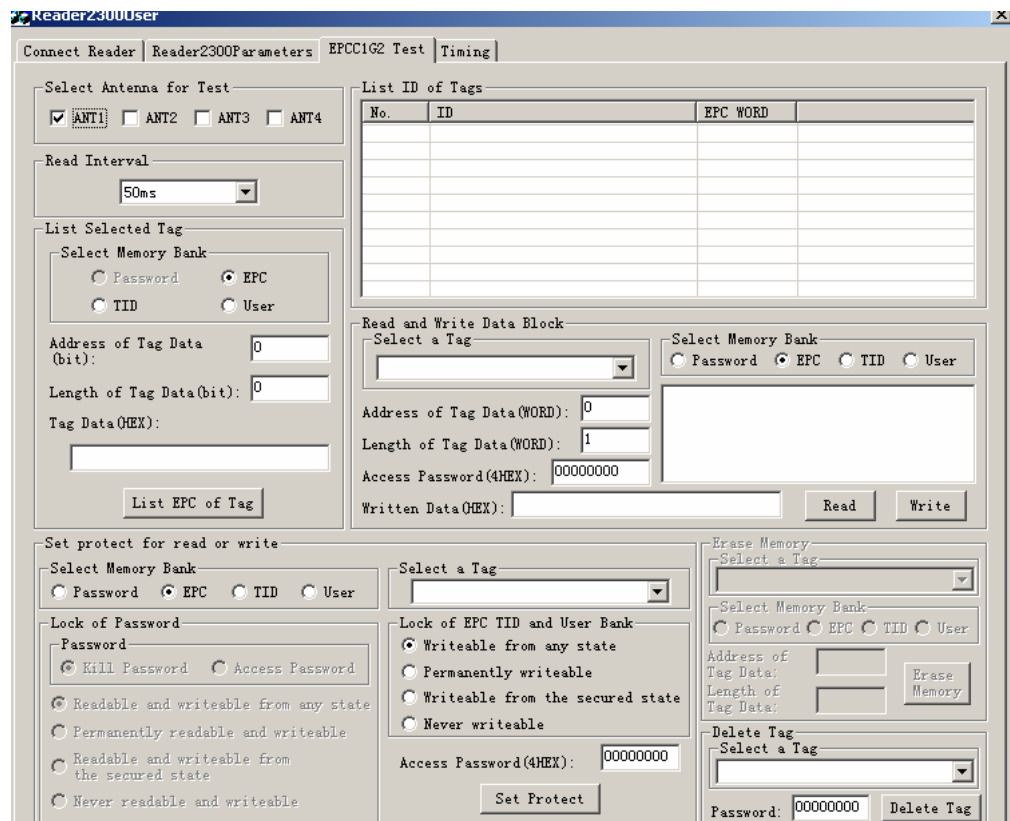 Reader2300User
Connect Reader
Reader2300Parameters
EPCC1G2 Test
Timing
Select Antenna for Test
ANT1
ANT2
ANT3
ANT4
Read Interval
50ms
List Selected Tag
Select Memory Bank
Password
EPC
TID
User
Address of Tag Data
(bit):
0
Length of Tag Data(bit):
0
Tag Data(HEX):
List EPC of Tag
List ID of Tags
No.
ID
EPC WORD
Read and Write Data Block
Select a Tag
Select Memory Bank
Password
EPC
TID
User
Address of Tag Data(WORD):
0
Length of Tag Data(WORD):
1
Access Password(4HEX):
00000000
Written Data(HEX):
Read
Write
Set protect for read or write
Select Memory Bank
Password
EPC
TID
User
Select a Tag
Lock of Password
Password
Kill Password
Access Password
Readable and writeable from any state
Permanently readable and writeable
Readable and writeable from
the secured state
Never readable and writeable
Lock of EPC TID and User Bank
Writeable from any state
Permanently writeable
Writeable from the secured state
Never writeable
Access Password(4HEX):
00000000
Set Protect
Erase Memory
Select a Tag
Select Memory Bank
Password
EPC
TID
User
Address of
Tag Data:
Length of
Tag Data:
Erase
Memory
Delete Tag
Select a Tag
Password:
00000000
Delete Tag